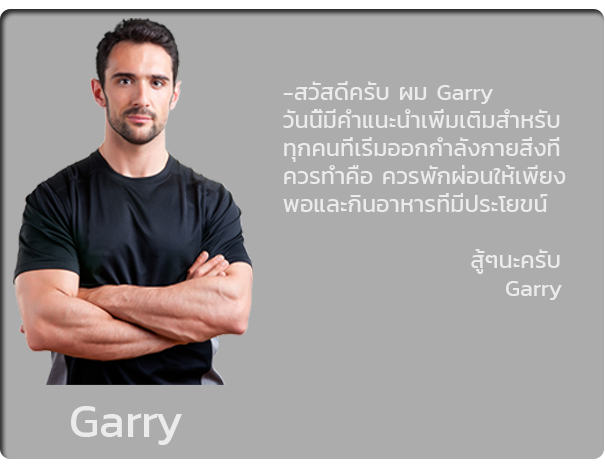 -สวัสดีครับ ผม Garry
วันนี้มีคำแนะนำเพิ่มเติมสำหรับ
ทุกคนที่เริ่มออกกำลังกายสิ่งที่
ควรทำคือ ควรพักผ่อนให้เพียง
พอและกินอาหารที่มีประโยขน์
สู้ๆนะครับ
Garry
Garry